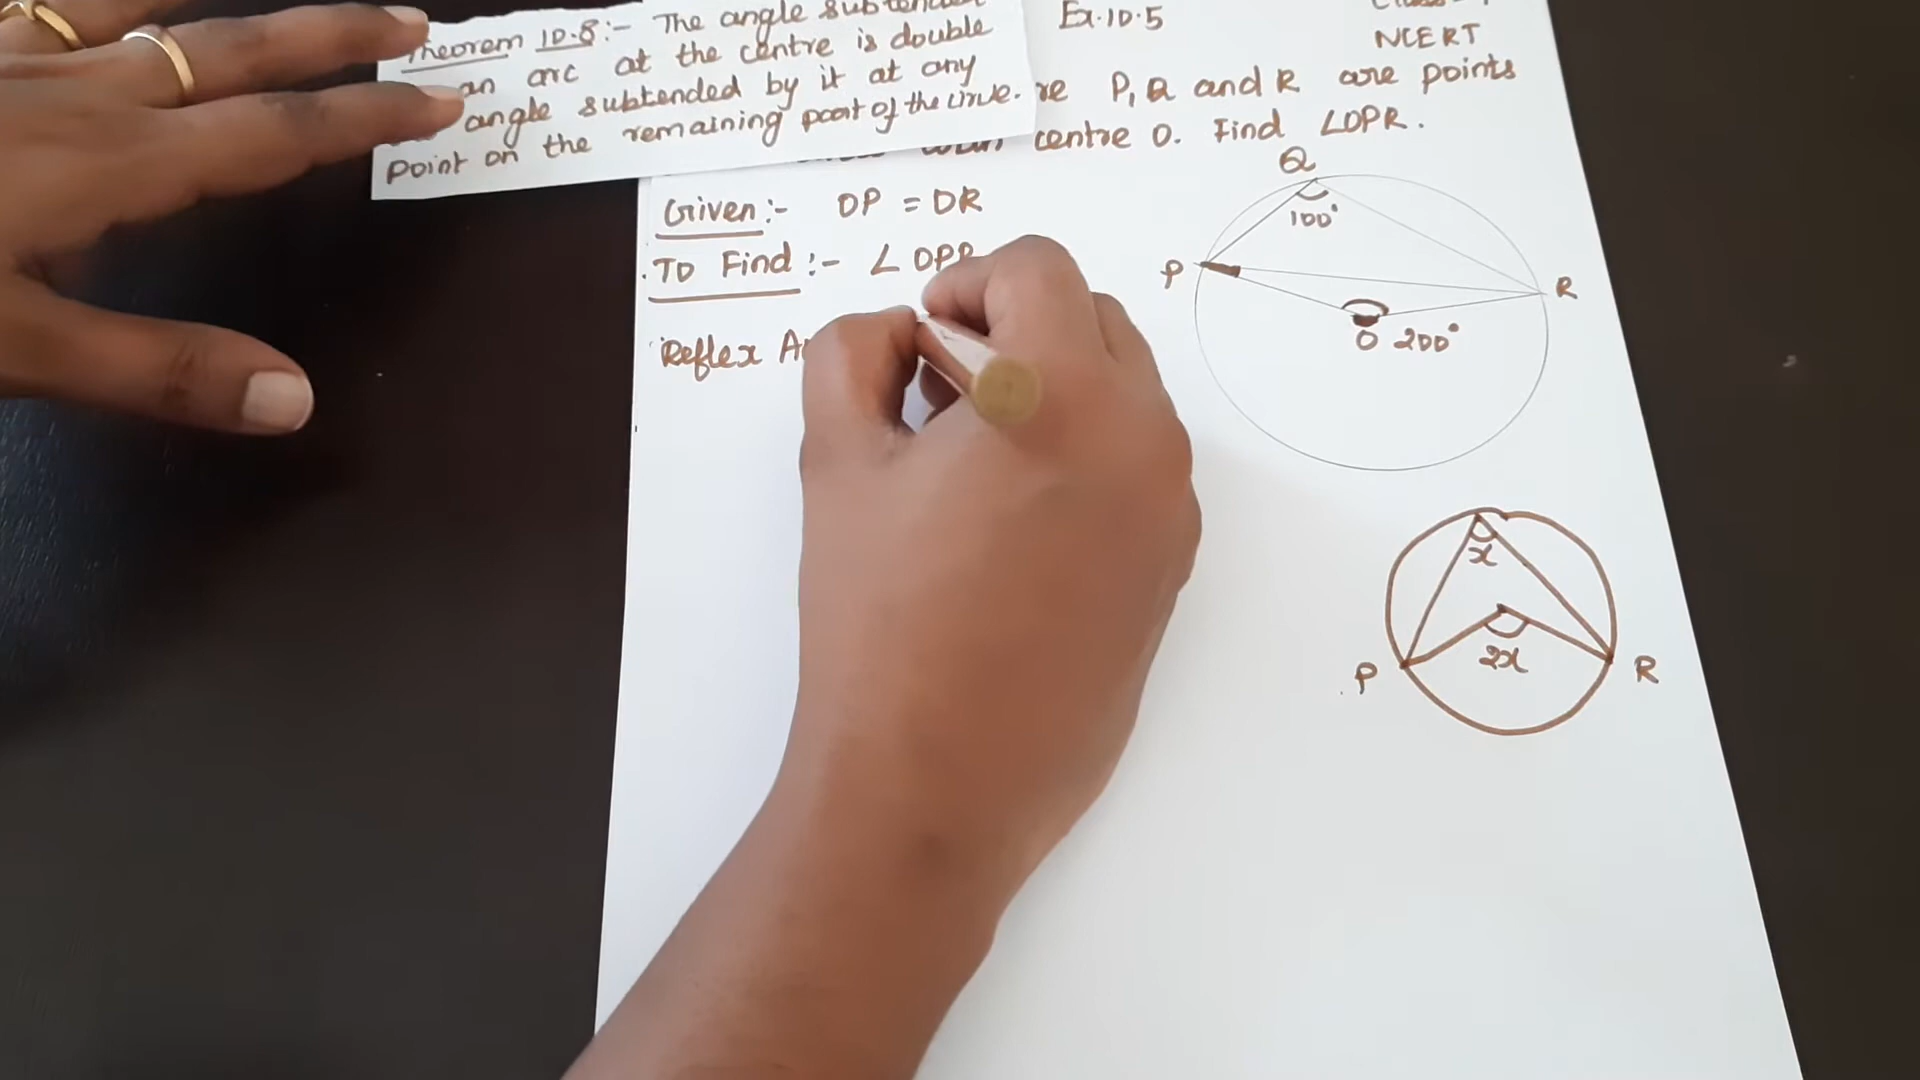 Theorem 10.8:- The angle
an arc at the centre is double
angle subtended by it at any
point on the remaining part of the circle.
Ex.10.5
NCERT
re P, Q and R are points
centre O. Find ∠OPR.
Given:- OP = OR
To Find:- ∠OPR
Reflex
Q
100°
P
R
O 200°
x
2x
P
R